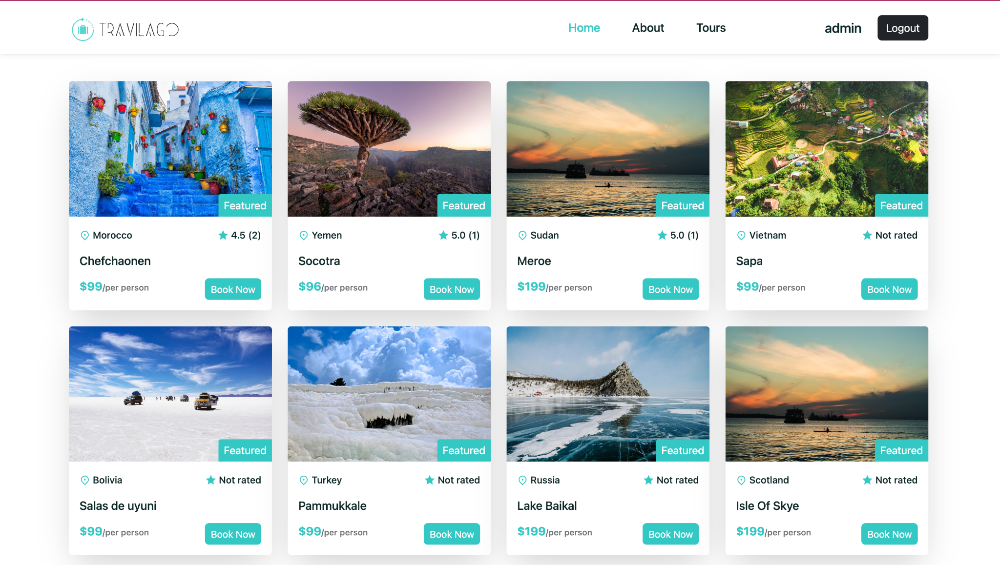 TRAVILAGO
Home About Tours admin Logout
Featured Featured Featured Featured
Morocco 4.5 (2) Yemen 5.0 (1) Sudan 5.0 (1) Vietnam Not rated
Chefchaonen Socotra Meroe Sapa
$99/per person Book Now $96/per person Book Now $199/per person Book Now $99/per person Book Now
Featured Featured Featured Featured
Bolivia Not rated Turkey Not rated Russia Not rated Scotland Not rated
Salas de uyuni Pammukkale Lake Baikal Isle Of Skye
$99/per person Book Now $99/per person Book Now $199/per person Book Now $199/per person Book Now